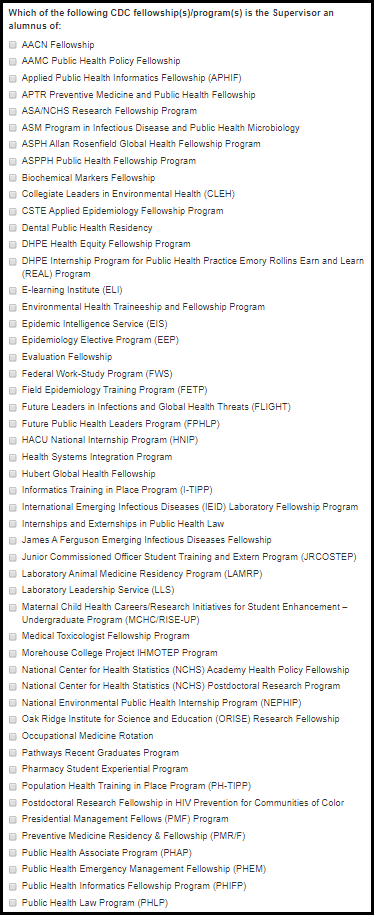 Which of the following CDC fellowship(s)/program(s) is the Supervisor an
alumnus of:
AACN Fellowship
AAMC Public Health Policy Fellowship
Applied Public Health Informatics Fellowship (APHIF)
APTR Preventive Medicine and Public Health Fellowship
ASA/NCHS Research Fellowship Program
ASM Program in Infectious Disease and Public Health Microbiology
ASPH Allan Rosenfield Global Health Fellowship Program
ASPPH Public Health Fellowship Program
Biochemical Markers Fellowship
Collegiate Leaders in Environmental Health (CLEH)
CSTE Applied Epidemiology Fellowship Program
Dental Public Health Residency
DHPE Health Equity Fellowship Program
DHPE Internship Program for Public Health Practice Emory Rollins Earn and Learn
(REAL) Program
E-learning Institute (ELI)
Environmental Health Traineeship and Fellowship Program
Epidemic Intelligence Service (EIS)
Epidemiology Elective Program (EEP)
Evaluation Fellowship
Federal Work-Study Program (FWS)
Field Epidemiology Training Program (FETP)
Future Leaders in Infections and Global Health Threats (FLIGHT)
Future Public Health Leaders Program (FPHLP)
HACU National Internship Program (HNIP)
Health Systems Integration Program
Hubert Global Health Fellowship
Informatics Training in Place Program (I-TIPP)
International Emerging Infectious Diseases (IEID) Laboratory Fellowship Program
Internships and Externships in Public Health Law
James A Ferguson Emerging Infectious Diseases Fellowship
Junior Commissioned Officer Student Training and Extern Program (JRCOSTEP)
Laboratory Animal Medicine Residency Program (LAMRP)
Laboratory Leadership Service (LLS)
Maternal Child Health Careers/Research Initiatives for Student Enhancement –
Undergraduate Program (MCHC/RISE-UP)
Medical Toxicologist Fellowship Program
Morehouse College Project IHMOTEP Program
National Center for Health Statistics (NCHS) Academy Health Policy Fellowship
National Center for Health Statistics (NCHS) Postdoctoral Research Program
National Environmental Public Health Internship Program (NEPHIP)
Oak Ridge Institute for Science and Education (ORISE) Research Fellowship
Occupational Medicine Rotation
Pathways Recent Graduates Program
Pharmacy Student Experiential Program
Population Health Training in Place Program (PH-TIPP)
Postdoctoral Research Fellowship in HIV Prevention for Communities of Color
Presidential Management Fellows (PMF) Program
Preventive Medicine Residency & Fellowship (PMR/F)
Public Health Associate Program (PHAP)
Public Health Emergency Management Fellowship (PHEM)
Public Health Informatics Fellowship Program (PHIFP)
Public Health Law Program (PHLP)